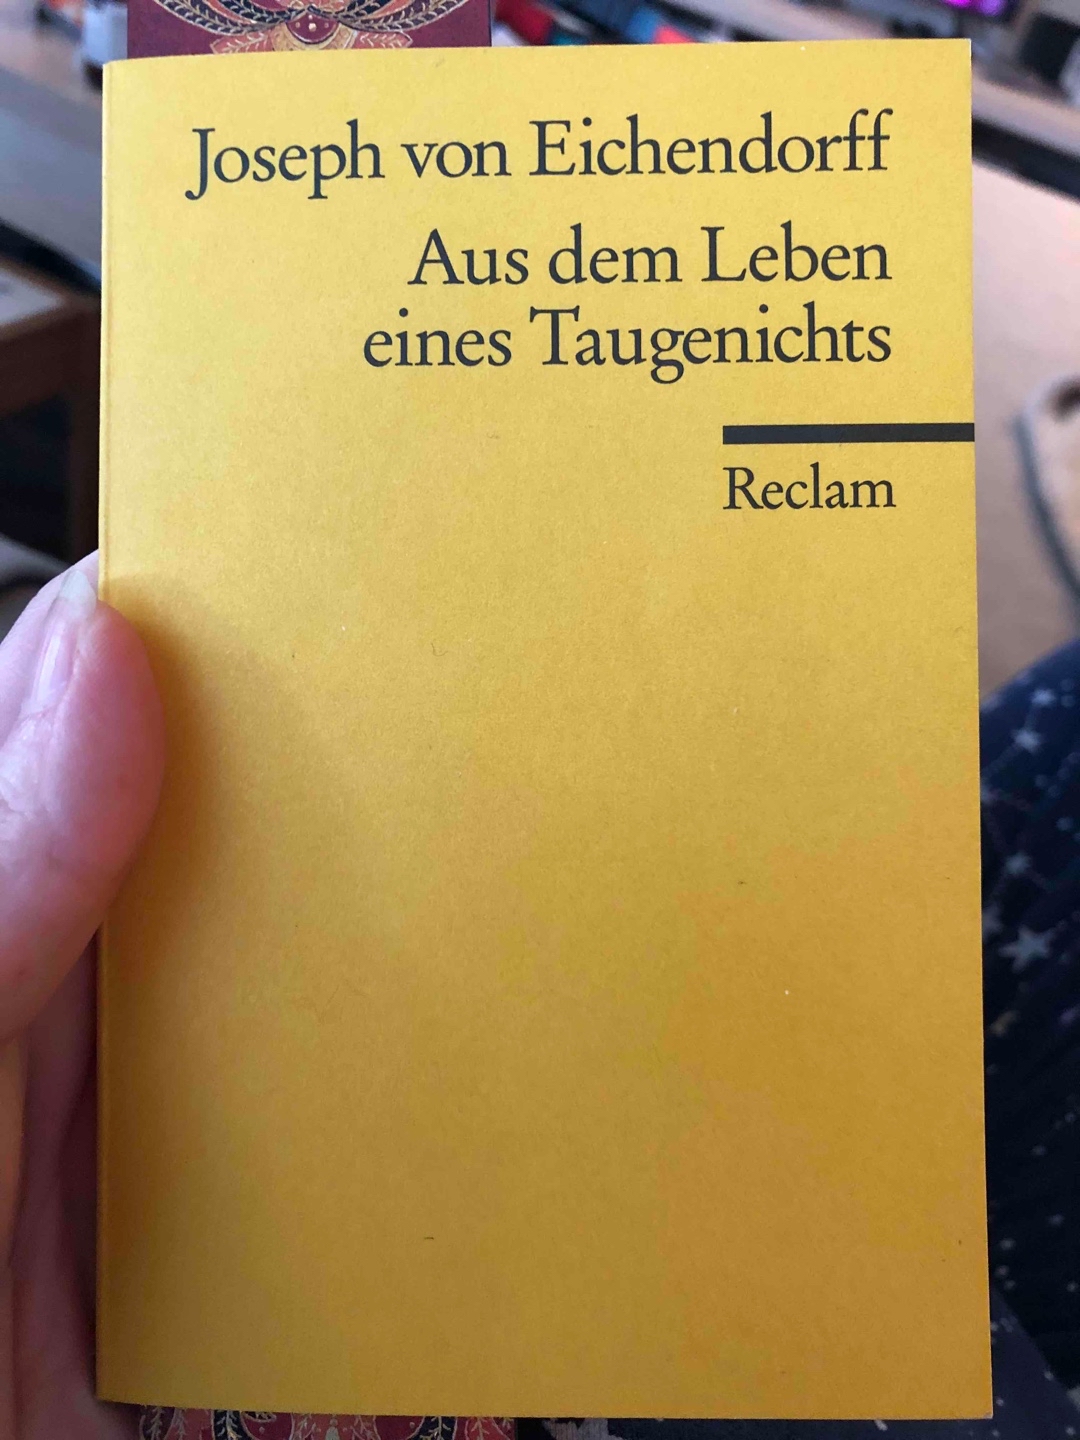 Joseph von Eichendorff
Aus dem Leben
eines Taugenichts
Reclam